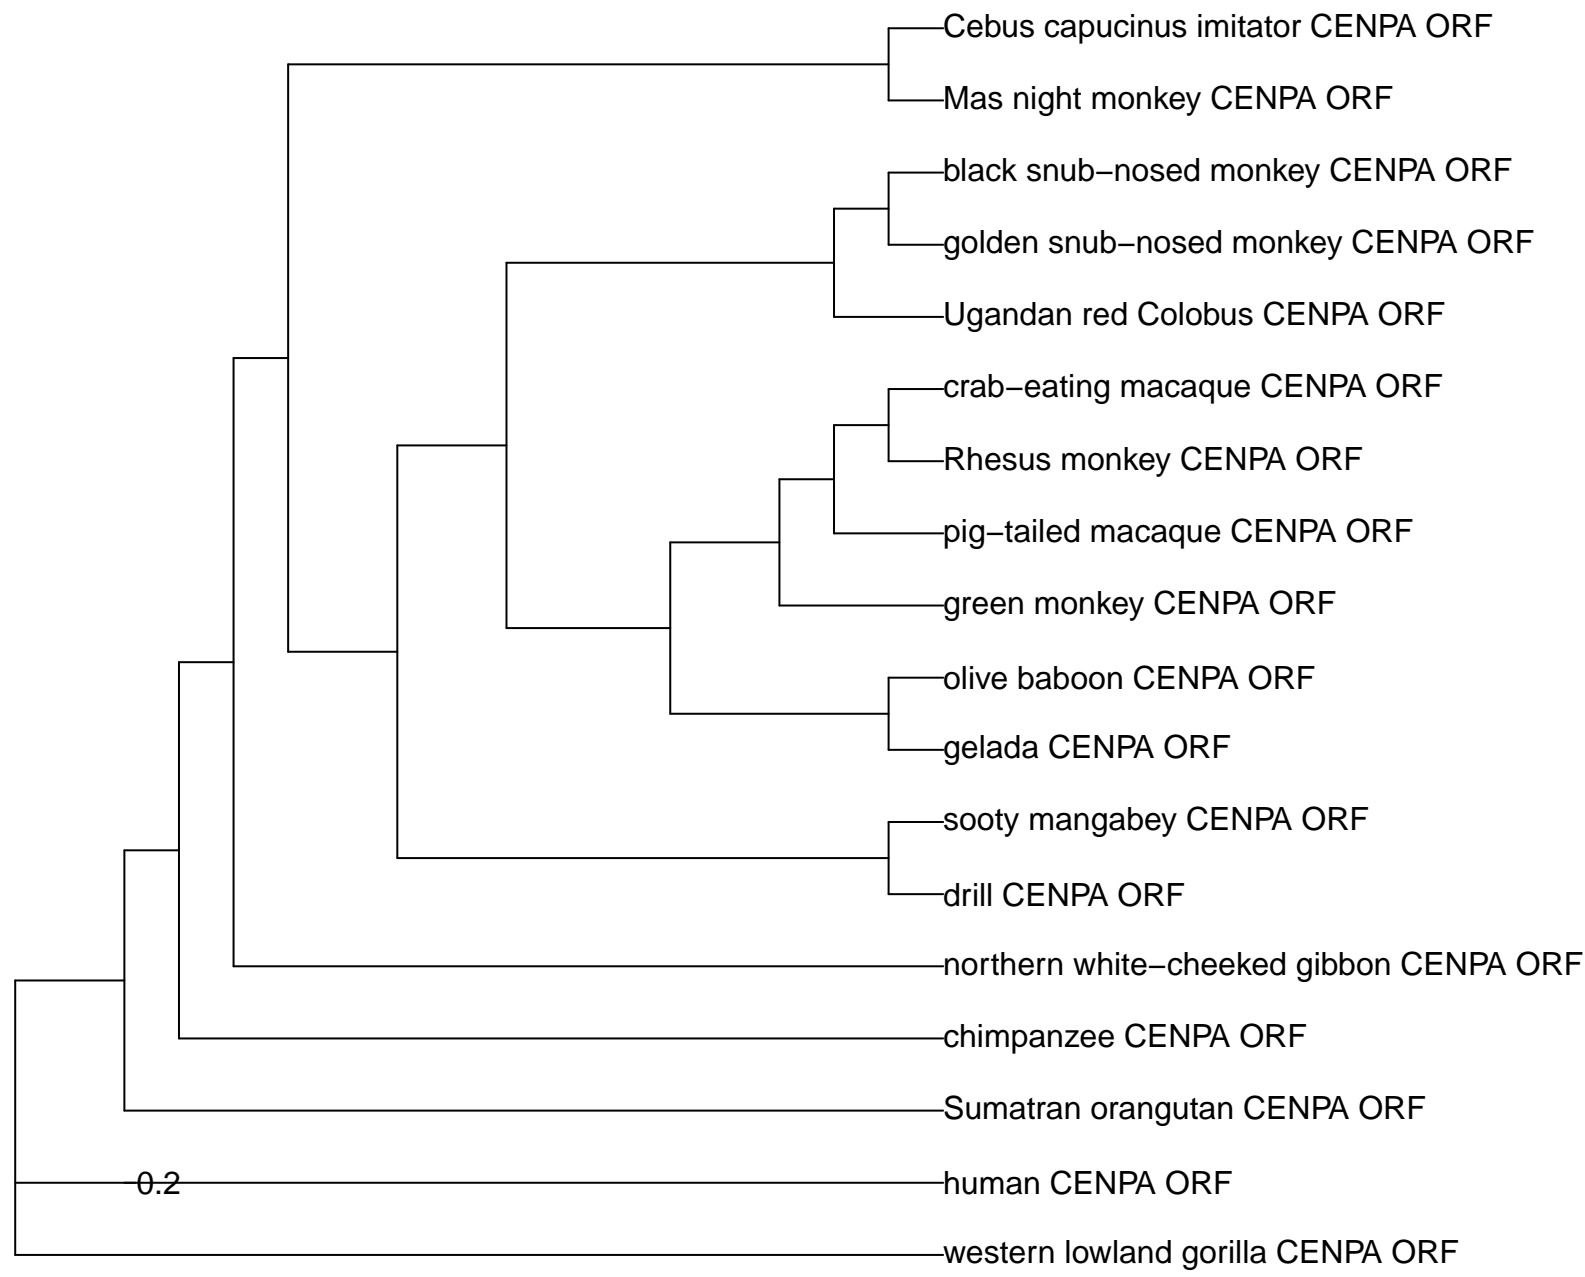 Cebus capucinus imitator CENPA ORF
Mas night monkey CENPA ORF
black snub−nosed monkey CENPA ORF
golden snub−nosed monkey CENPA ORF
Ugandan red Colobus CENPA ORF
crab−eating macaque CENPA ORF
Rhesus monkey CENPA ORF
pig−tailed macaque CENPA ORF
green monkey CENPA ORF
olive baboon CENPA ORF
gelada CENPA ORF
sooty mangabey CENPA ORF
drill CENPA ORF
northern white−cheeked gibbon CENPA ORF
chimpanzee CENPA ORF
Sumatran orangutan CENPA ORF
−0.2 human CENPA ORF
western lowland gorilla CENPA ORF